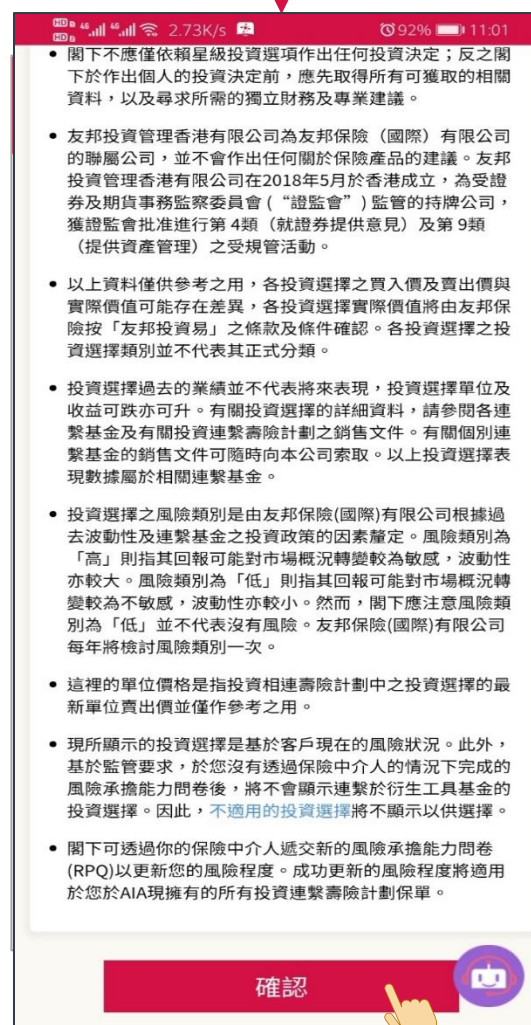 HD 46 HD 46 2.73K/s 92% 11:01
• 閣下不應僅依賴星級投資選項作出任何投資決定；反之閣
下於作出個人的投資決定前，應先取得所有可獲取的相關
資料，以及尋求所需的獨立財務及專業建議。
• 友邦投資管理香港有限公司為友邦保險（國際）有限公司
的聯屬公司，並不會作出任何關於保險產品的建議。友邦
投資管理香港有限公司在2018年5月於香港成立，為受證
券及期貨事務監察委員會 (“證監會”) 監管的持牌公司，
獲證監會批准進行第 4類（就證券提供意見）及第 9類
（提供資產管理）之受規管活動。
• 以上資料僅供參考之用，各投資選擇之買入價及賣出價與
實際價值可能存在差異，各投資選擇實際價值將由友邦保
險按「友邦投資易」之條款及條件確認。各投資選擇之投
資選擇類別並不代表其正式分類。
• 投資選擇過去的業績並不代表將來表現，投資選擇單位及
收益可跌亦可升。有關投資選擇的詳細資料，請參閱各連
繫基金及有關投資連繫壽險計劃之銷售文件。有關個別連
繫基金的銷售文件可隨時向本公司索取。以上投資選擇表
現數據屬於相關連繫基金。
• 投資選擇之風險類別是由友邦保險(國際)有限公司根據過
去波動性及連繫基金之投資政策的因素釐定。風險類別為
「高」則指其回報可能對市場概況轉變較為敏感，波動性
亦較大。風險類別為「低」則指其回報可能對市場概況轉
變較為不敏感，波動性亦較小。然而，閣下應注意風險類
別為「低」並不代表沒有風險。友邦保險(國際)有限公司
每年將檢討風險類別一次。
• 這裡的單位價格是指投資相連壽險計劃中之投資選擇的最
新單位賣出價並僅作參考之用。
• 現所顯示的投資選擇是基於客戶現在的風險狀況。此外，
基於監管要求，於您沒有透過保險中介人的情況下完成的
風險承擔能力問卷後，將不會顯示連繫於衍生工具基金的
投資選擇。因此，不適用的投資選擇將不顯示以供選擇。
• 閣下可透過你的保險中介人遞交新的風險承擔能力問卷
(RPQ)以更新您的風險程度。成功更新的風險程度將適用
於您於AIA現擁有的所有投資連繫壽險計劃保單。
確認